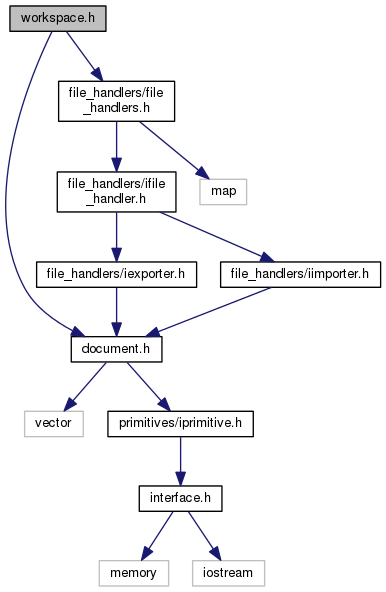 workspace.h
file_handlers/file
_handlers.h
file_handlers/ifile
_handler.h
map
file_handlers/iexporter.h
file_handlers/iimporter.h
document.h
vector
primitives/iprimitive.h
interface.h
memory
iostream